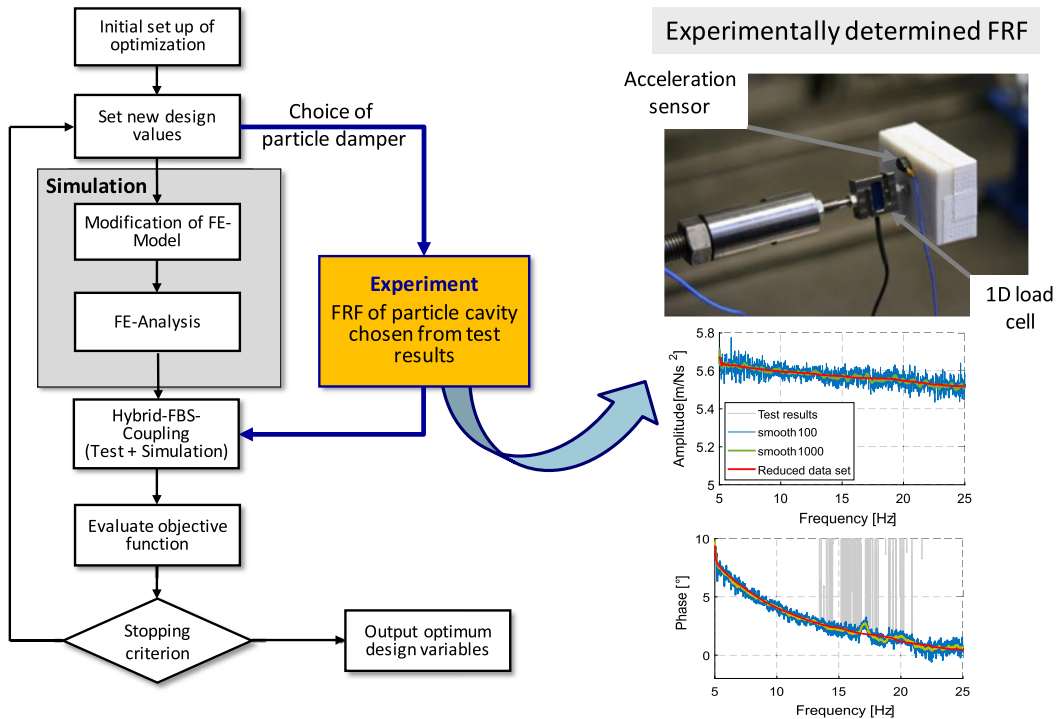 Initial set up of
optimization
Set new design
values
Choice of
particle damper
Simulation
Modification of FE-
Model
FE-Analysis
Experiment
FRF of particle cavity
chosen from test
results
Hybrid-FBS-
Coupling
(Test + Simulation)
Evaluate objective
function
Stopping
criterion
Output optimum
design variables
Experimentally determined FRF
Acceleration
sensor
1D load
cell
Amplitude[m/Ns²]
5.8
5.6
5.4
5.2
5
Test results
smooth100
smooth1000
Reduced data set
5 10 15 20 25
Frequency [Hz]
Phase [°]
10
5
0
5 10 15 20 25
Frequency [Hz]